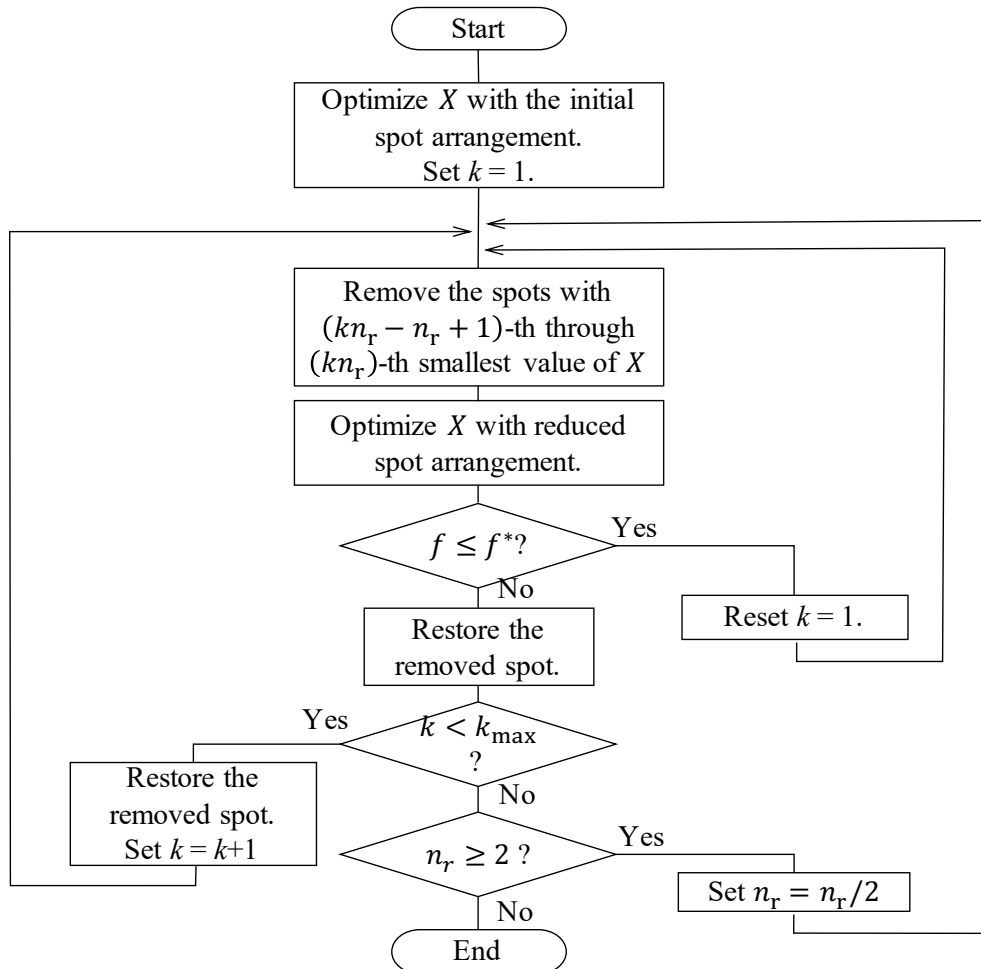 Start
Optimize X with the initial
spot arrangement.
Set k = 1.
Remove the spots with
(kn_r − n_r + 1)-th through
(kn_r)-th smallest value of X
Optimize X with reduced
spot arrangement.
f ≤ f*?
Yes
No
Reset k = 1.
Restore the
removed spot.
Yes
k < k_max
?
No
Restore the
removed spot.
Set k = k+1
n_r ≥ 2 ?
Yes
Set n_r = n_r/2
No
End